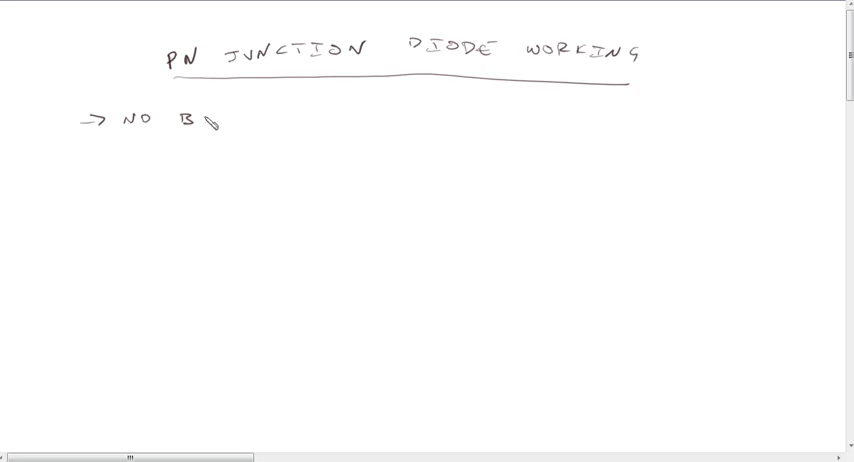 PN JUNCTION DIODE WORKING
→ NO B